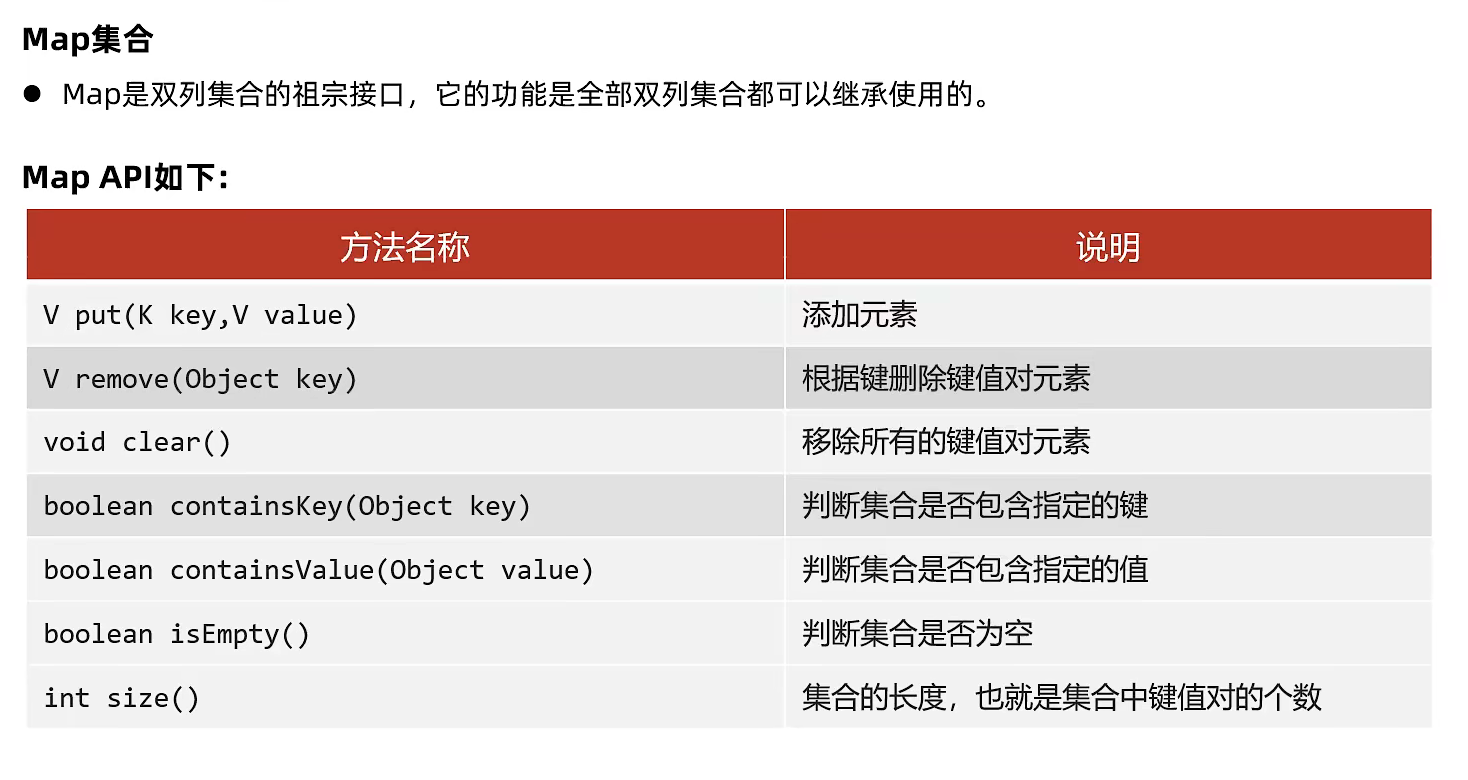 Map集合
● Map是双列集合的祖宗接口，它的功能是全部双列集合都可以继承使用的。
Map API如下：
方法名称 说明
V put(K key,V value) 添加元素
V remove(Object key) 根据键删除键值对元素
void clear() 移除所有的键值对元素
boolean containsKey(Object key) 判断集合是否包含指定的键
boolean containsValue(Object value) 判断集合是否包含指定的值
boolean isEmpty() 判断集合是否为空
int size() 集合的长度，也就是集合中键值对的个数